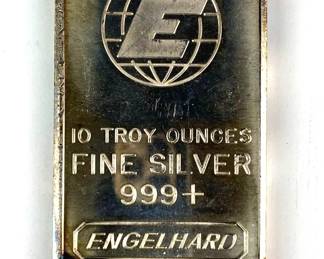 E
10 TROY OUNCES
FINE SILVER
999+
ENGELHARD